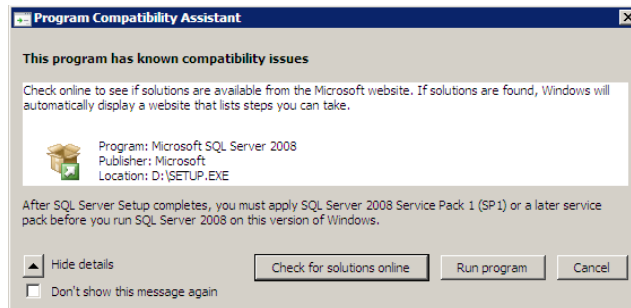 Program Compatibility Assistant
This program has known compatibility issues
Check online to see if solutions are available from the Microsoft website. If solutions are found, Windows will
automatically display a website that lists steps you can take.
Program: Microsoft SQL Server 2008
Publisher: Microsoft
Location: D:\SETUP.EXE
After SQL Server Setup completes, you must apply SQL Server 2008 Service Pack 1 (SP1) or a later service
pack before you run SQL Server 2008 on this version of Windows.
Hide details
Check for solutions online
Run program
Cancel
Don't show this message again